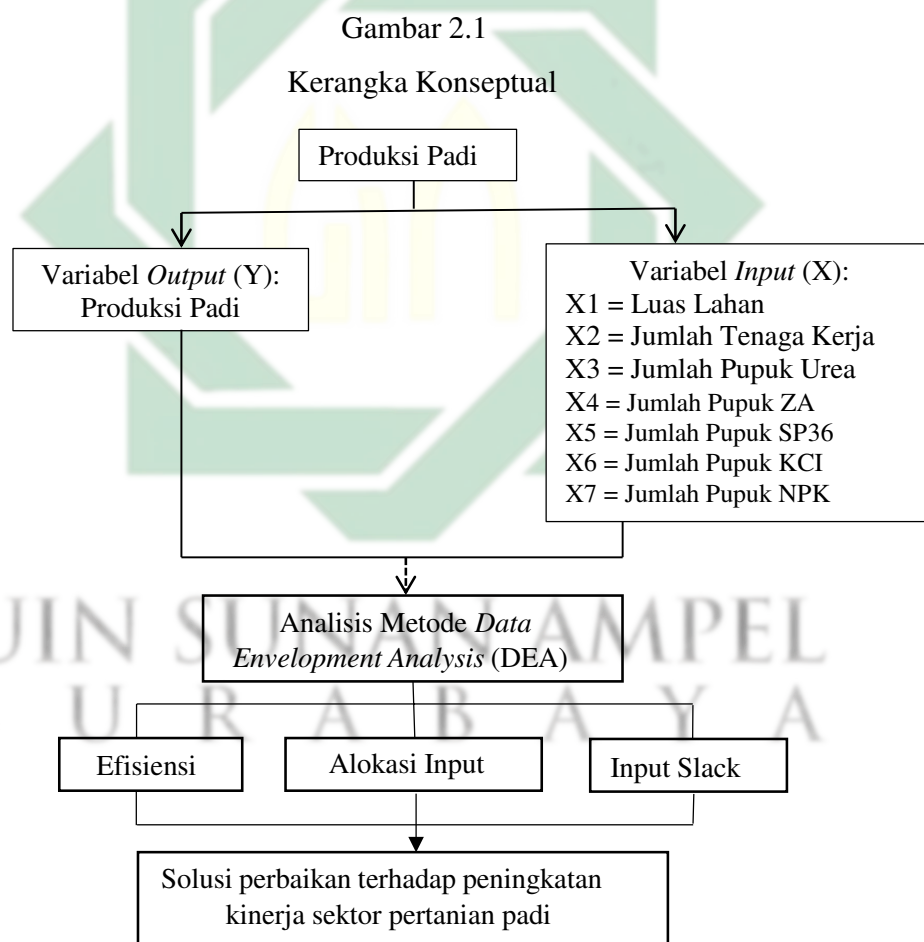 Gambar 2.1
Kerangka Konseptual
Produksi Padi
Variabel Output (Y):
Produksi Padi
Variabel Input (X):
X1 = Luas Lahan
X2 = Jumlah Tenaga Kerja
X3 = Jumlah Pupuk Urea
X4 = Jumlah Pupuk ZA
X5 = Jumlah Pupuk SP36
X6 = Jumlah Pupuk KCI
X7 = Jumlah Pupuk NPK
UIN SUNAN AMPEL
Analisis Metode Data
Envelopment Analysis (DEA)
U R A B A Y A
Efisiensi
Alokasi Input
Input Slack
Solusi perbaikan terhadap peningkatan
kinerja sektor pertanian padi